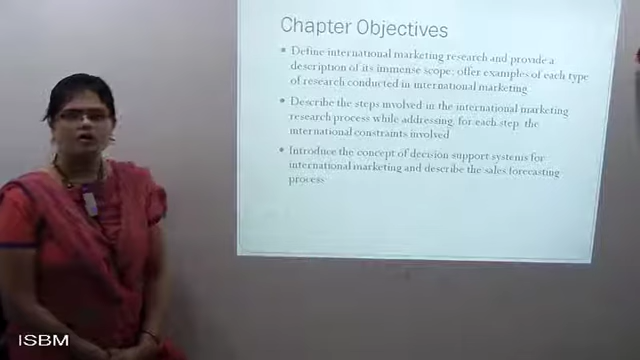 Chapter Objectives
Define international marketing research and provide a
description of its immense scope; offer examples of each type
of research conducted in international marketing
Describe the steps involved in the international marketing
research process while addressing, for each step, the
international constraints involved
Introduce the concept of decision support systems for
international marketing and describe the sales forecasting
process
ISBM